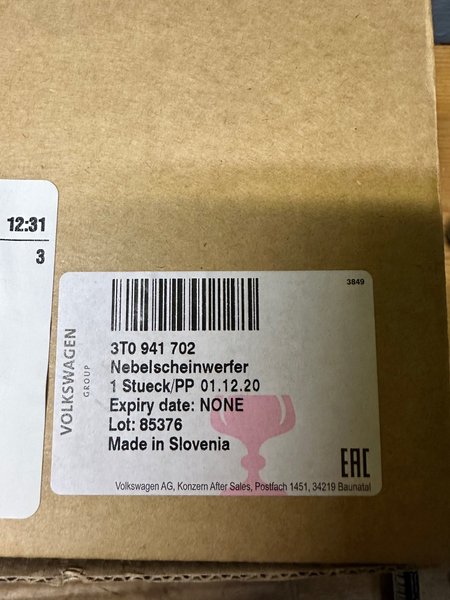 12:31
3
3849
VOLKSWAGEN
GROUP
3T0 941 702
Nebelscheinwerfer
1 Stueck/PP 01.12.20
Expiry date: NONE
Lot: 85376
Made in Slovenia
EAC
Volkswagen AG, Konzern After Sales, Postfach 1451, 34219 Baunatal